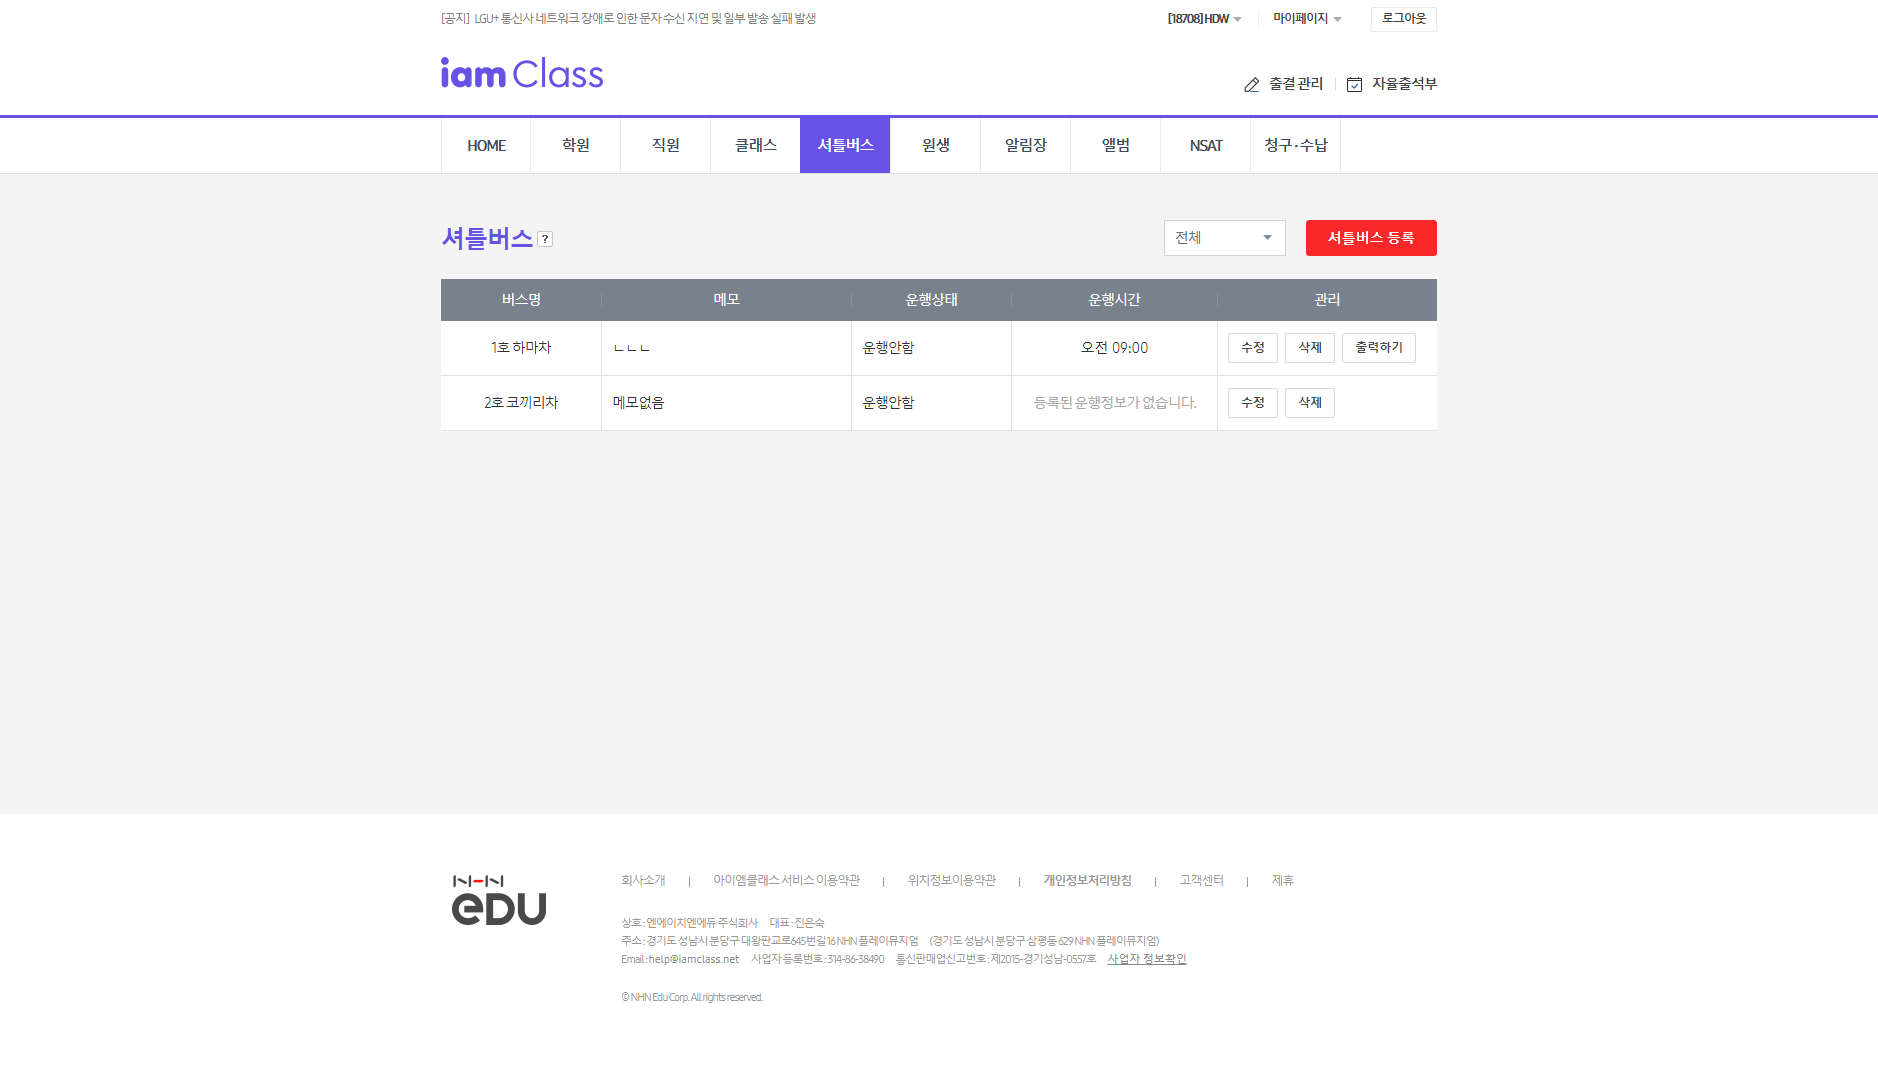 [공지] LGU+ 통신사 네트워크 장애로 인한 문자 수신 지연 및 일부 발송 실패 발생
[18708] HDW 마이페이지 로그아웃
iam Class
출결 관리 자율출석부
HOME 학원 직원 클래스 셔틀버스 원생 알림장 앨범 NSAT 청구·수납
셔틀버스 ? 전체 셔틀버스 등록
버스명 메모 운행상태 운행시간 관리
1호 하마차 ㄴㄴㄴ 운행안함 오전 09:00 수정 삭제 출력하기
2호 코끼리차 메모없음 운행안함 등록된 운행정보가 없습니다. 수정 삭제
NHN edu
회사소개 | 아이엠클래스 서비스 이용약관 | 위치정보이용약관 | 개인정보처리방침 | 고객센터 | 제휴
상호 : 엔에이치엔에듀 주식회사 대표 : 진은숙
주소 : 경기도 성남시 분당구 대왕판교로645번길 16 NHN 플레이뮤지엄 (경기도 성남시 분당구 삼평동 629 NHN 플레이뮤지엄)
Email : help@iamclass.net 사업자 등록번호 : 314-86-38490 통신판매업신고번호 : 제2015-경기성남-0557호 사업자 정보확인
© NHN Edu Corp. All rights reserved.